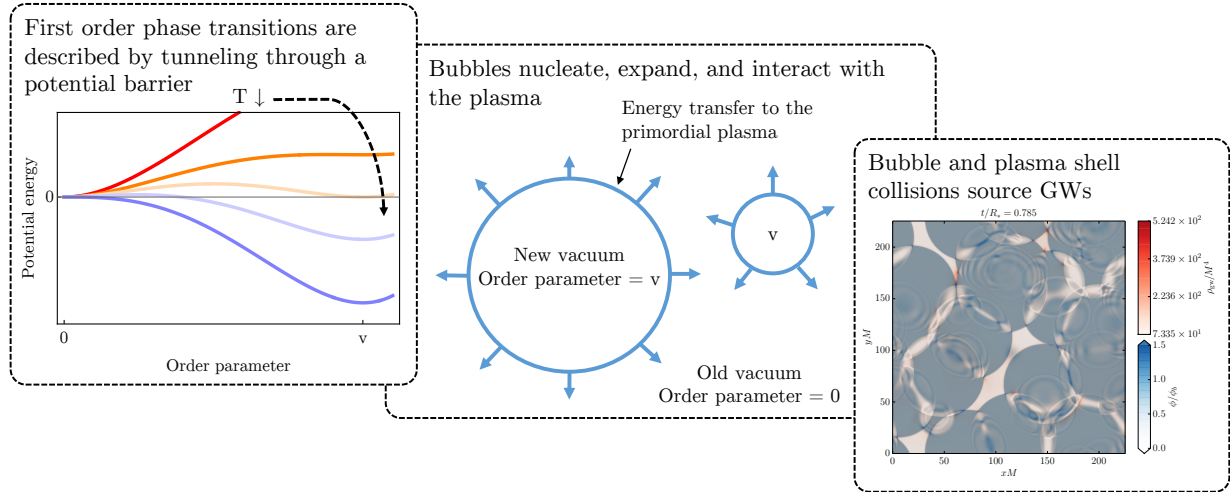 First order phase transitions are
described by tunneling through a
potential barrier
T ↓
Potential energy
0
0
v
Order parameter
Bubbles nucleate, expand, and interact with
the plasma
Energy transfer to the
primordial plasma
New vacuum
Order parameter = v
v
Old vacuum
Order parameter = 0
Bubble and plasma shell
collisions source GWs
t/R* = 0.785
yM
200
150
100
50
0
0
50
100
150
200
xM
5.242 × 10²
3.739 × 10²
2.236 × 10²
7.335 × 10¹
ρgw/M⁴
1.5
1.0
0.5
0.0
ϕ/ϕb